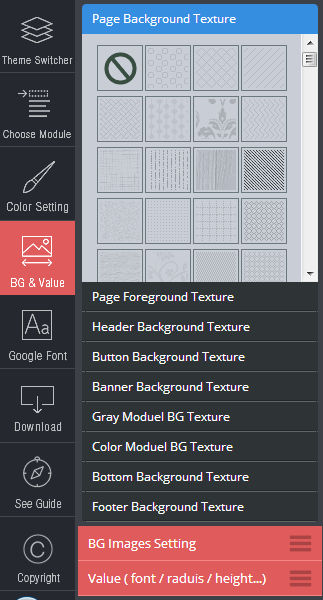 Theme Switcher
Choose Module
Color Setting
BG & Value
Aa
Google Font
Download
See Guide
C
Copyright
Page Background Texture
Page Foreground Texture
Header Background Texture
Button Background Texture
Banner Background Texture
Gray Moduel BG Texture
Color Moduel BG Texture
Bottom Background Texture
Footer Background Texture
BG Images Setting
Value ( font / raduis / height...)